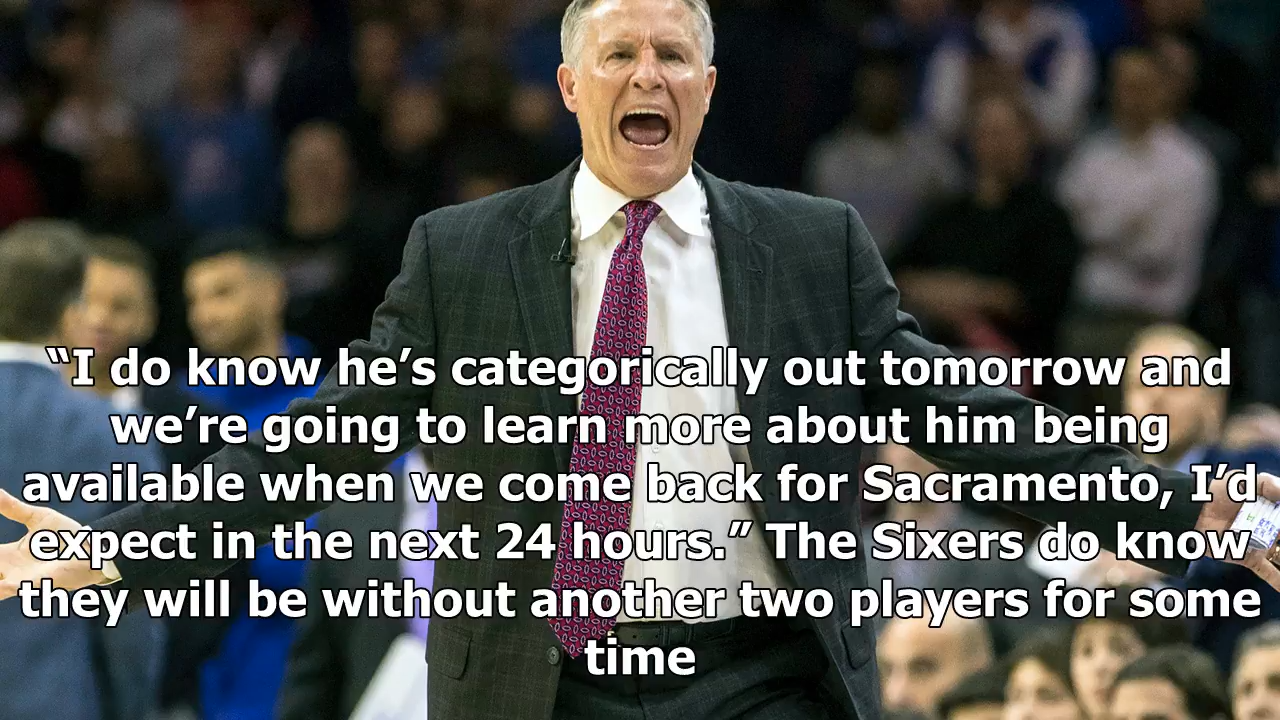 “I do know he’s categorically out tomorrow and
we’re going to learn more about him being
available when we come back for Sacramento, I’d
expect in the next 24 hours.” The Sixers do know
they will be without another two players for some
time